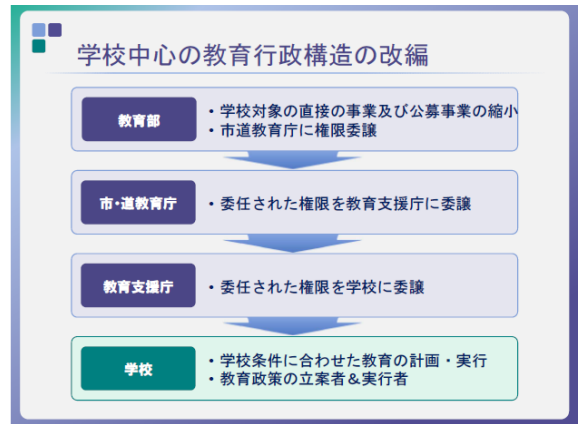 学校中心の教育行政構造の改編
教育部
・学校対象の直接の事業及び公募事業の縮小
・市道教育庁に権限委譲
市・道教育庁
・委任された権限を教育支援庁に委譲
教育支援庁
・委任された権限を学校に委譲
学校
・学校条件に合わせた教育の計画・実行
・教育政策の立案者&実行者